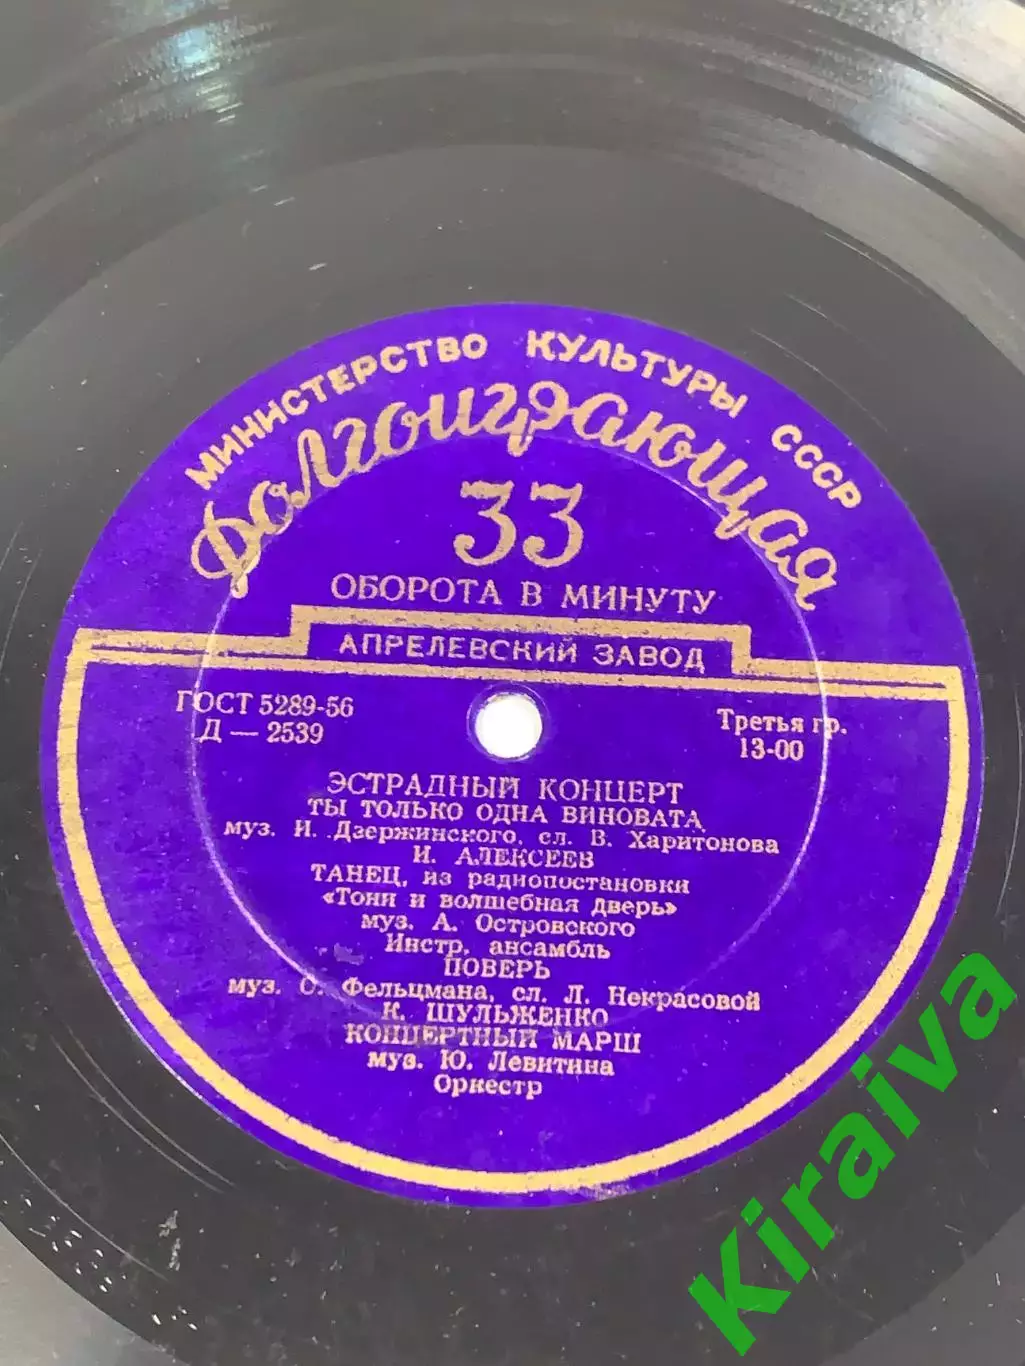 МИНИСТЕРСТВО КУЛЬТУРЫ СССР
Долгоиграющая
33
ОБОРОТА В МИНУТУ
АПРЕЛЕВСКИЙ ЗАВОД
ГОСТ 5289-56
Д — 2539
Третья гр.
13-00
ЭСТРАДНЫЙ КОНЦЕРТ
ТЫ ТОЛЬКО ОДНА ВИНОВАТА
муз. И. Дзержинского, сл. В. Харитонова
И. АЛЕКСЕЕВ
ТАНЕЦ, из радиопостановки
«Тони и волшебная дверь»
муз. А. Островского
Инстр. ансамбль
ПОВЕРЬ
муз. О. Фельцмана, сл. Л. Некрасовой
К. ШУЛЬЖЕНКО
КОНЦЕРТНЫЙ МАРШ
муз. Ю. Левитина
Оркестр
Kiraiva